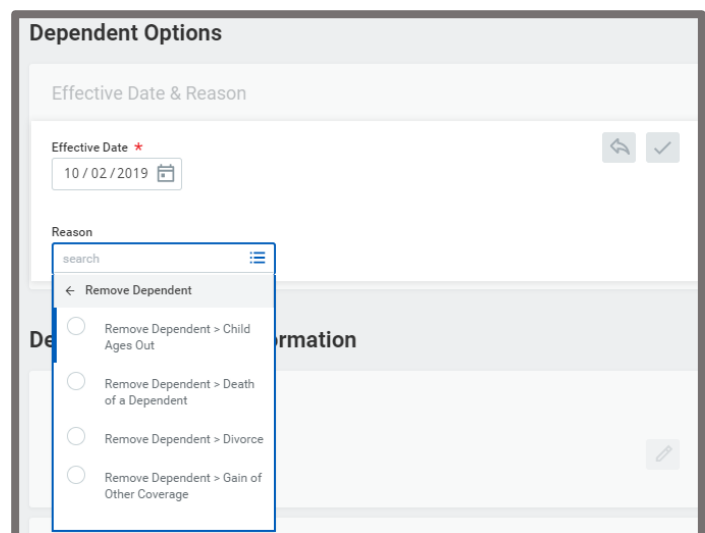 Dependent Options
Effective Date & Reason
Effective Date *
10 / 02 / 2019
Reason
search
← Remove Dependent
De rmation
Remove Dependent > Child
Ages Out
Remove Dependent > Death
of a Dependent
Remove Dependent > Divorce
Remove Dependent > Gain of
Other Coverage